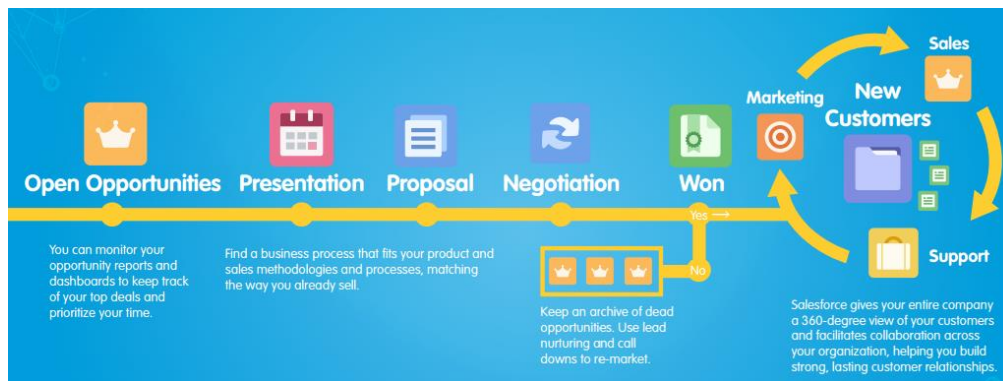 Sales
Marketing
New
Customers
Open Opportunities
Presentation
Proposal
Negotiation
Won
Yes →
No
Support
You can monitor your
opportunity reports and
dashboards to keep track
of your top deals and
prioritize your time.
Find a business process that fits your product and
sales methodologies and processes, matching
the way you already sell.
Keep an archive of dead
opportunities. Use lead
nurturing and call
downs to re-market.
Salesforce gives your entire company
a 360-degree view of your customers
and facilitates collaboration across
your organization, helping you build
strong, lasting customer relationships.